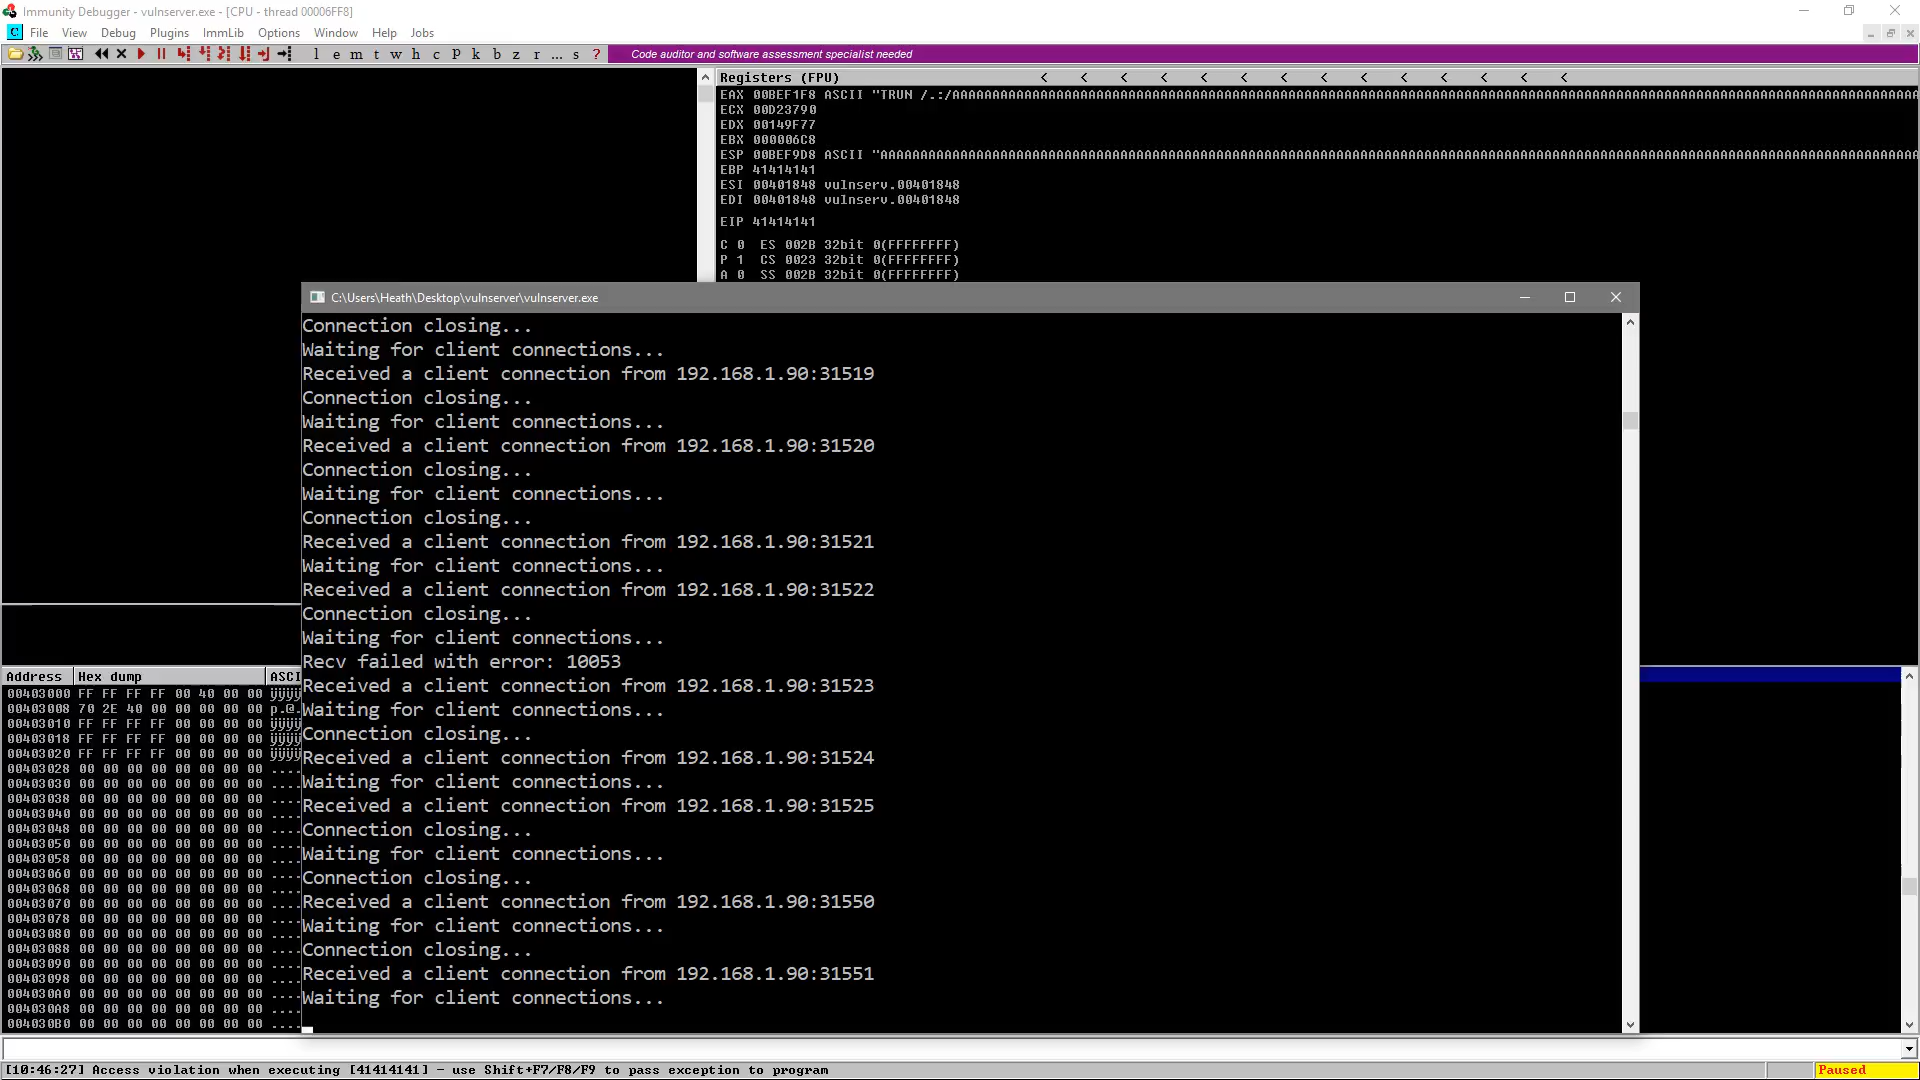 Immunity Debugger - vulnserver.exe - [CPU - thread 00006FF8]
C File View Debug Plugins ImmLib Options Window Help Jobs
l e m t w h c P k b z r ... s ? Code auditor and software assessment specialist needed
Registers (FPU) < < < < < < < < < < < < < <
EAX 00BEF1F8 ASCII "TRUN /.:/
ECX 00D23790
EDX 00149F77
EBX 000006C8
ESP 00BEF9D8 ASCII
EBP 41414141
ESI 00401848 vulnserv.00401848
EDI 00401848 vulnserv.00401848
EIP 41414141
C 0 ES 002B 32bit 0(FFFFFFFF)
P 1 CS 0023 32bit 0(FFFFFFFF)
A 0 SS 002B 32bit 0(FFFFFFFF)
C:\Users\Heath\Desktop\vulnserver\vulnserver.exe
Connection closing...
Waiting for client connections...
Received a client connection from 192.168.1.90:31519
Connection closing...
Waiting for client connections...
Received a client connection from 192.168.1.90:31520
Connection closing...
Waiting for client connections...
Connection closing...
Received a client connection from 192.168.1.90:31521
Waiting for client connections...
Received a client connection from 192.168.1.90:31522
Connection closing...
Waiting for client connections...
Recv failed with error: 10053
Received a client connection from 192.168.1.90:31523
Waiting for client connections...
Connection closing...
Received a client connection from 192.168.1.90:31524
Waiting for client connections...
Received a client connection from 192.168.1.90:31525
Connection closing...
Waiting for client connections...
Connection closing...
Received a client connection from 192.168.1.90:31550
Waiting for client connections...
Connection closing...
Received a client connection from 192.168.1.90:31551
Waiting for client connections...
Address Hex dump ASCI
00403000 FF FF FF FF 00 40 00 00 ÿÿÿÿ
00403008 70 2E 40 00 00 00 00 00 p.@.
00403010 FF FF FF FF 00 00 00 00 ÿÿÿÿ
00403018 FF FF FF FF 00 00 00 00 ÿÿÿÿ
00403020 FF FF FF FF 00 00 00 00 ÿÿÿÿ
00403028 00 00 00 00 00 00 00 00 ....
00403030 00 00 00 00 00 00 00 00 ....
00403038 00 00 00 00 00 00 00 00 ....
00403040 00 00 00 00 00 00 00 00 ....
00403048 00 00 00 00 00 00 00 00 ....
00403050 00 00 00 00 00 00 00 00 ....
00403058 00 00 00 00 00 00 00 00 ....
00403060 00 00 00 00 00 00 00 00 ....
00403068 00 00 00 00 00 00 00 00 ....
00403070 00 00 00 00 00 00 00 00 ....
00403078 00 00 00 00 00 00 00 00 ....
00403080 00 00 00 00 00 00 00 00 ....
00403088 00 00 00 00 00 00 00 00 ....
00403090 00 00 00 00 00 00 00 00 ....
00403098 00 00 00 00 00 00 00 00 ....
004030A0 00 00 00 00 00 00 00 00 ....
004030A8 00 00 00 00 00 00 00 00 ....
004030B0 00 00 00 00 00 00 00 00 ....
[10:46:27] Access violation when executing [41414141] - use Shift+F7/F8/F9 to pass exception to program
Paused